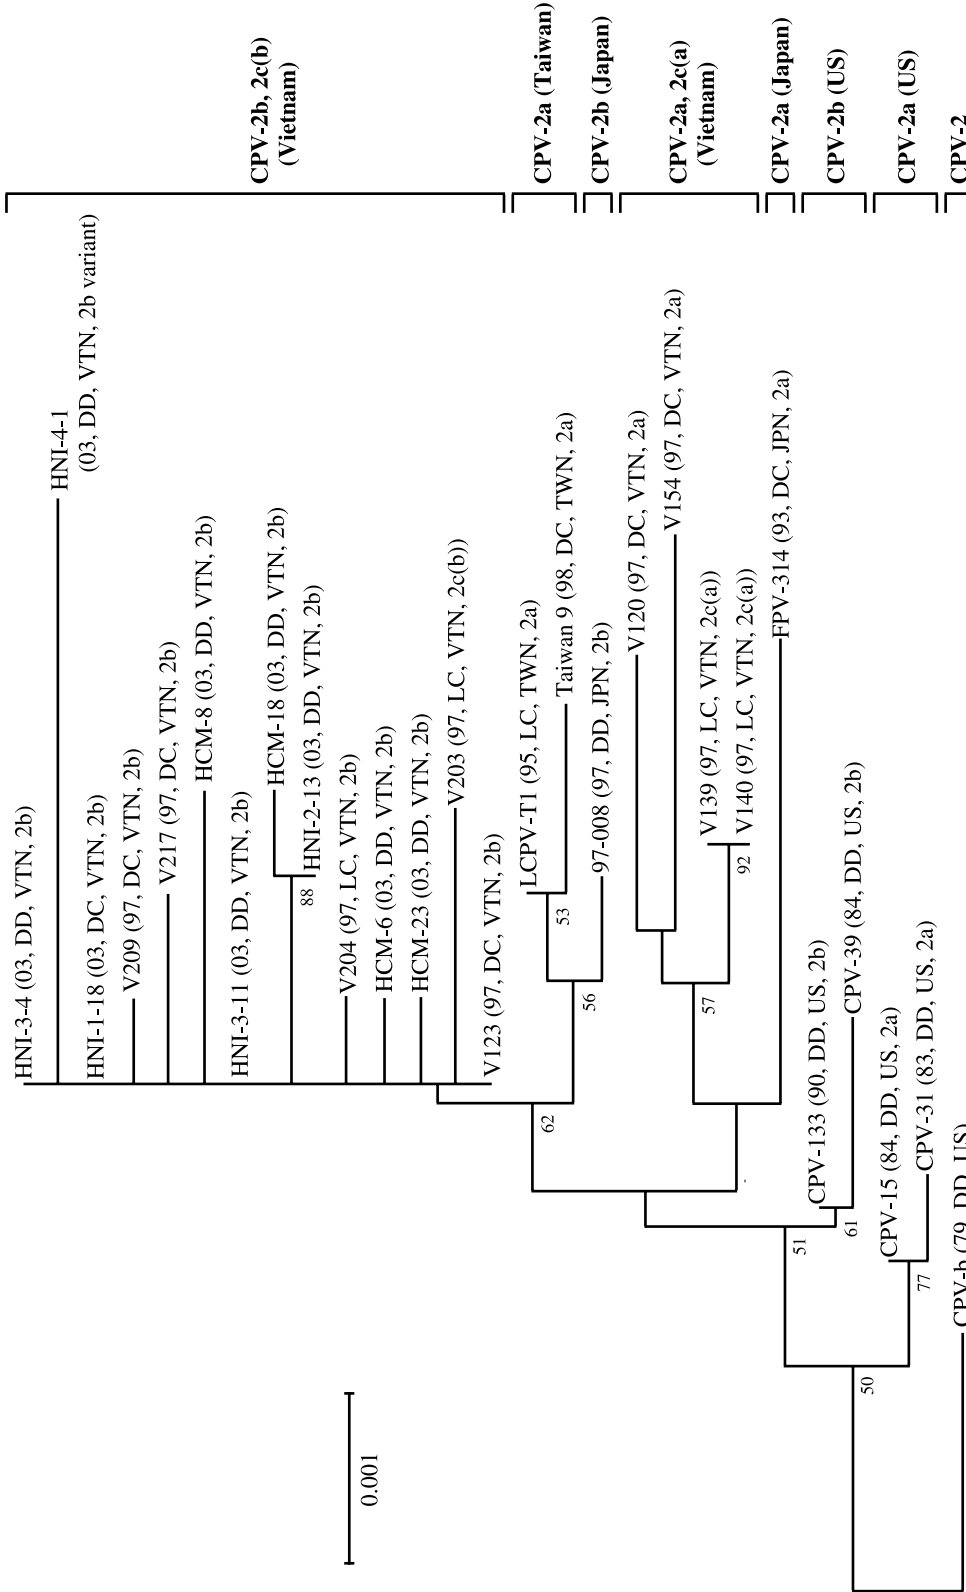 HNI-3-4 (03, DD, VTN, 2b)
HNI-4-1
(03, DD, VTN, 2b variant)
HNI-1-18 (03, DC, VTN, 2b)
V209 (97, DC, VTN, 2b)
V217 (97, DC, VTN, 2b)
HCM-8 (03, DD, VTN, 2b)
HNI-3-11 (03, DD, VTN, 2b)
HCM-18 (03, DD, VTN, 2b)
HNI-2-13 (03, DD, VTN, 2b)
88
V204 (97, LC, VTN, 2b)
HCM-6 (03, DD, VTN, 2b)
HCM-23 (03, DD, VTN, 2b)
V203 (97, LC, VTN, 2c(b))
V123 (97, DC, VTN, 2b)
LCPV-T1 (95, LC, TWN, 2a)
Taiwan 9 (98, DC, TWN, 2a)
53
97-008 (97, DD, JPN, 2b)
56
62
V120 (97, DC, VTN, 2a)
V154 (97, DC, VTN, 2a)
V139 (97, LC, VTN, 2c(a))
V140 (97, LC, VTN, 2c(a))
92
57
FPV-314 (93, DC, JPN, 2a)
CPV-133 (90, DD, US, 2b)
CPV-39 (84, DD, US, 2b)
61
51
CPV-15 (84, DD, US, 2a)
CPV-31 (83, DD, US, 2a)
77
50
CPV-b (79, DD, US)
0.001
CPV-2b, 2c(b)
(Vietnam)
CPV-2a (Taiwan)
CPV-2b (Japan)
CPV-2a, 2c(a)
(Vietnam)
CPV-2a (Japan)
CPV-2b (US)
CPV-2a (US)
CPV-2